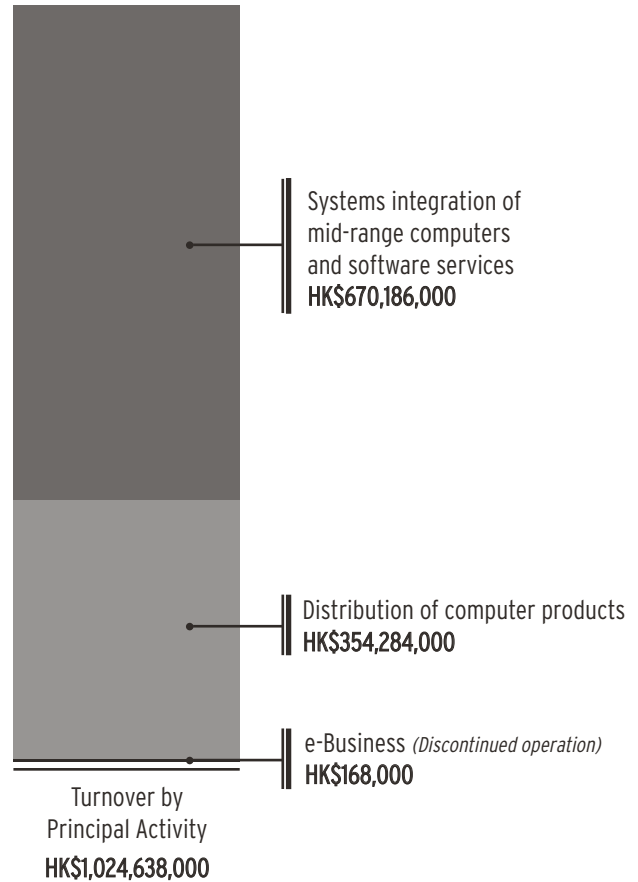 Systems integration of
mid-range computers
and software services
HK$670,186,000
Distribution of computer products
HK$354,284,000
e-Business (Discontinued operation)
HK$168,000
Turnover by
Principal Activity
HK$1,024,638,000